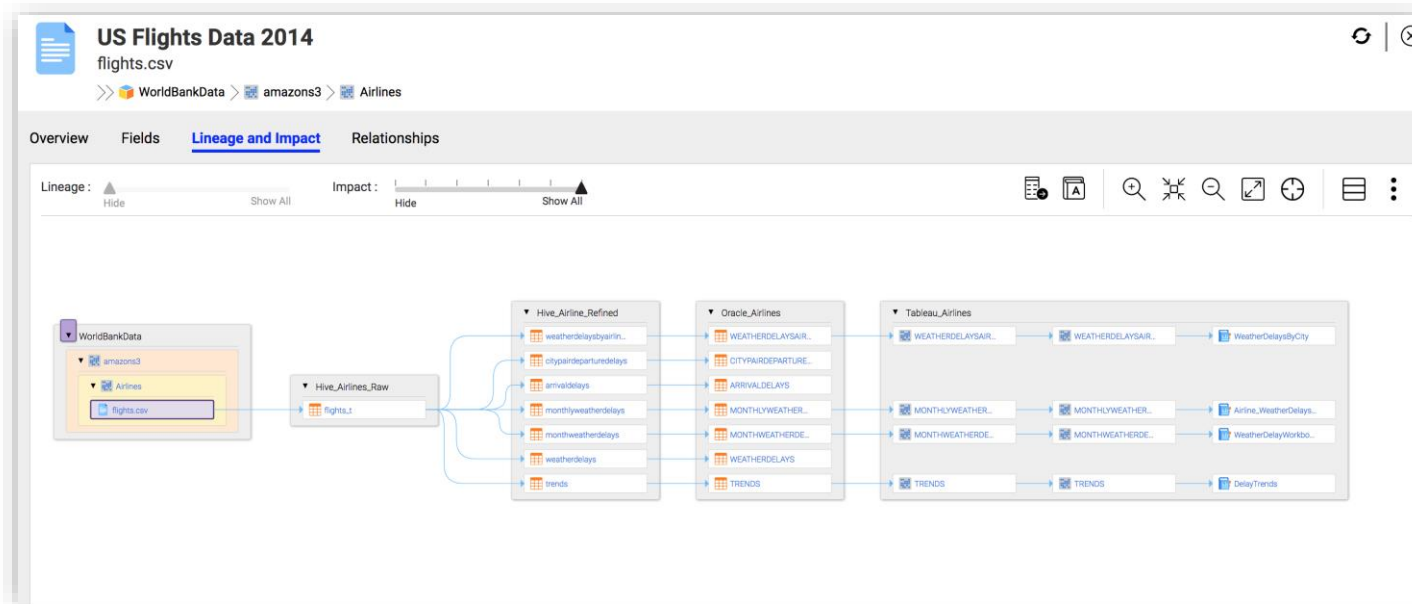 US Flights Data 2014
flights.csv
WorldBankData amazons3 Airlines
Overview Fields Lineage and Impact Relationships
Lineage : Hide Show All Impact : Hide Show All
A
WorldBankData
amazons3
Airlines
flights.csv
Hive_Airlines_Raw
flights_t
Hive_Airline_Refined
weatherdelaysbyairlin...
citypairdeparturedelays
arrivaldelays
monthlyweatherdelays
monthweatherdelays
weatherdelays
trends
Oracle_Airlines
WEATHERDELAYSAIR...
CITYPAIRDEPARTURE...
ARRIVALDELAYS
MONTHLYWEATHER...
MONTHWEATHERDE...
WEATHERDELAYS
TRENDS
Tableau_Airlines
WEATHERDELAYSAIR... WEATHERDELAYSAIR... WeatherDelaysByCity
MONTHLYWEATHER... MONTHLYWEATHER... Airline_WeatherDelays...
MONTHWEATHERDE... MONTHWEATHERDE... WeatherDelayWorkbo...
TRENDS TRENDS DelayTrends